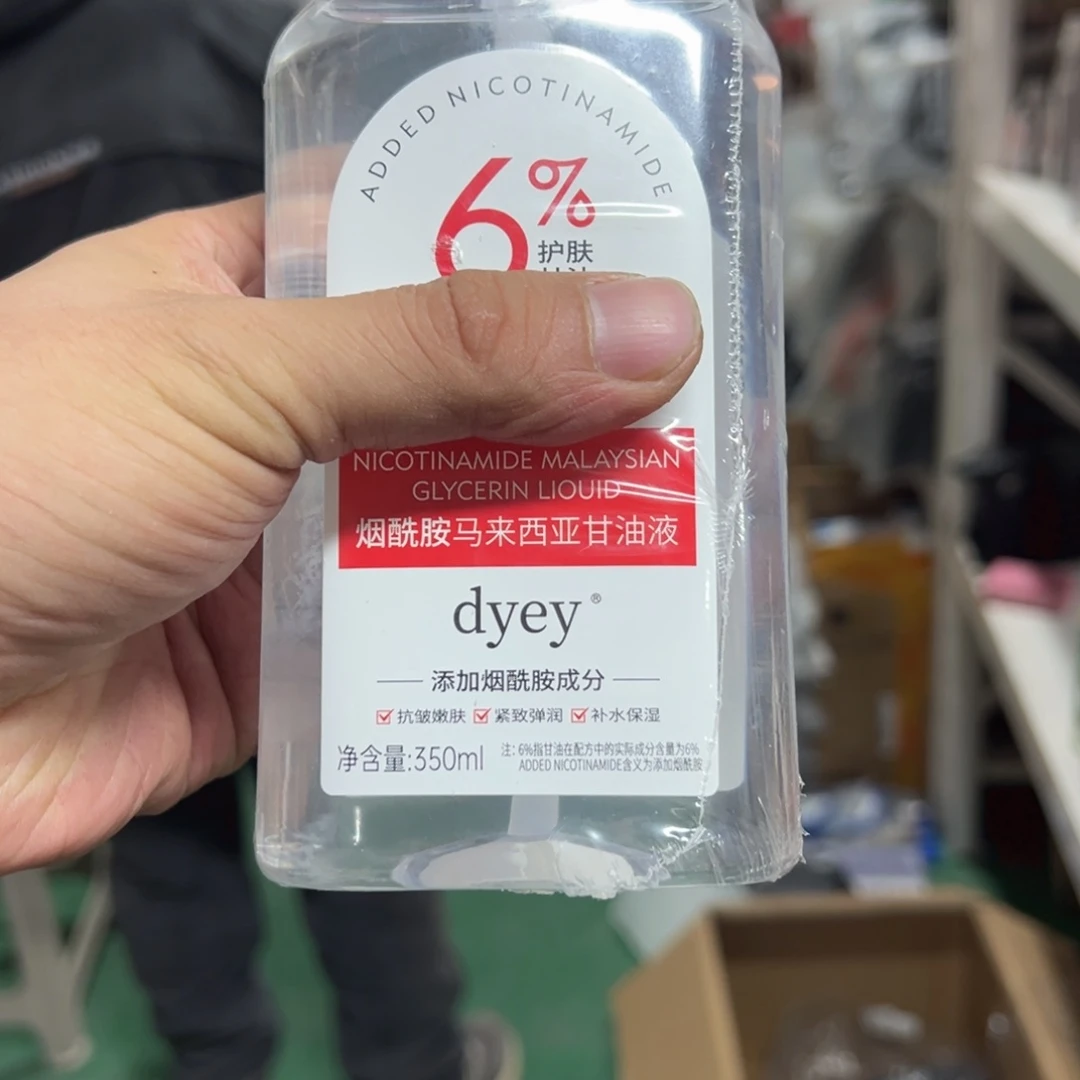 ADDED NICOTINAMIDE
6%
护肤
NICOTINAMIDE MALAYSIAN
GLYCERIN LIQUID
烟酰胺马来西亚甘油液
dyey®
添加烟酰胺成分
抗皱嫩肤 紧致弹润 补水保湿
净含量:350ml
注: 6%指甘油在配方中的实际成分含量为6%
ADDED NICOTINAMIDE含义为添加烟酰胺